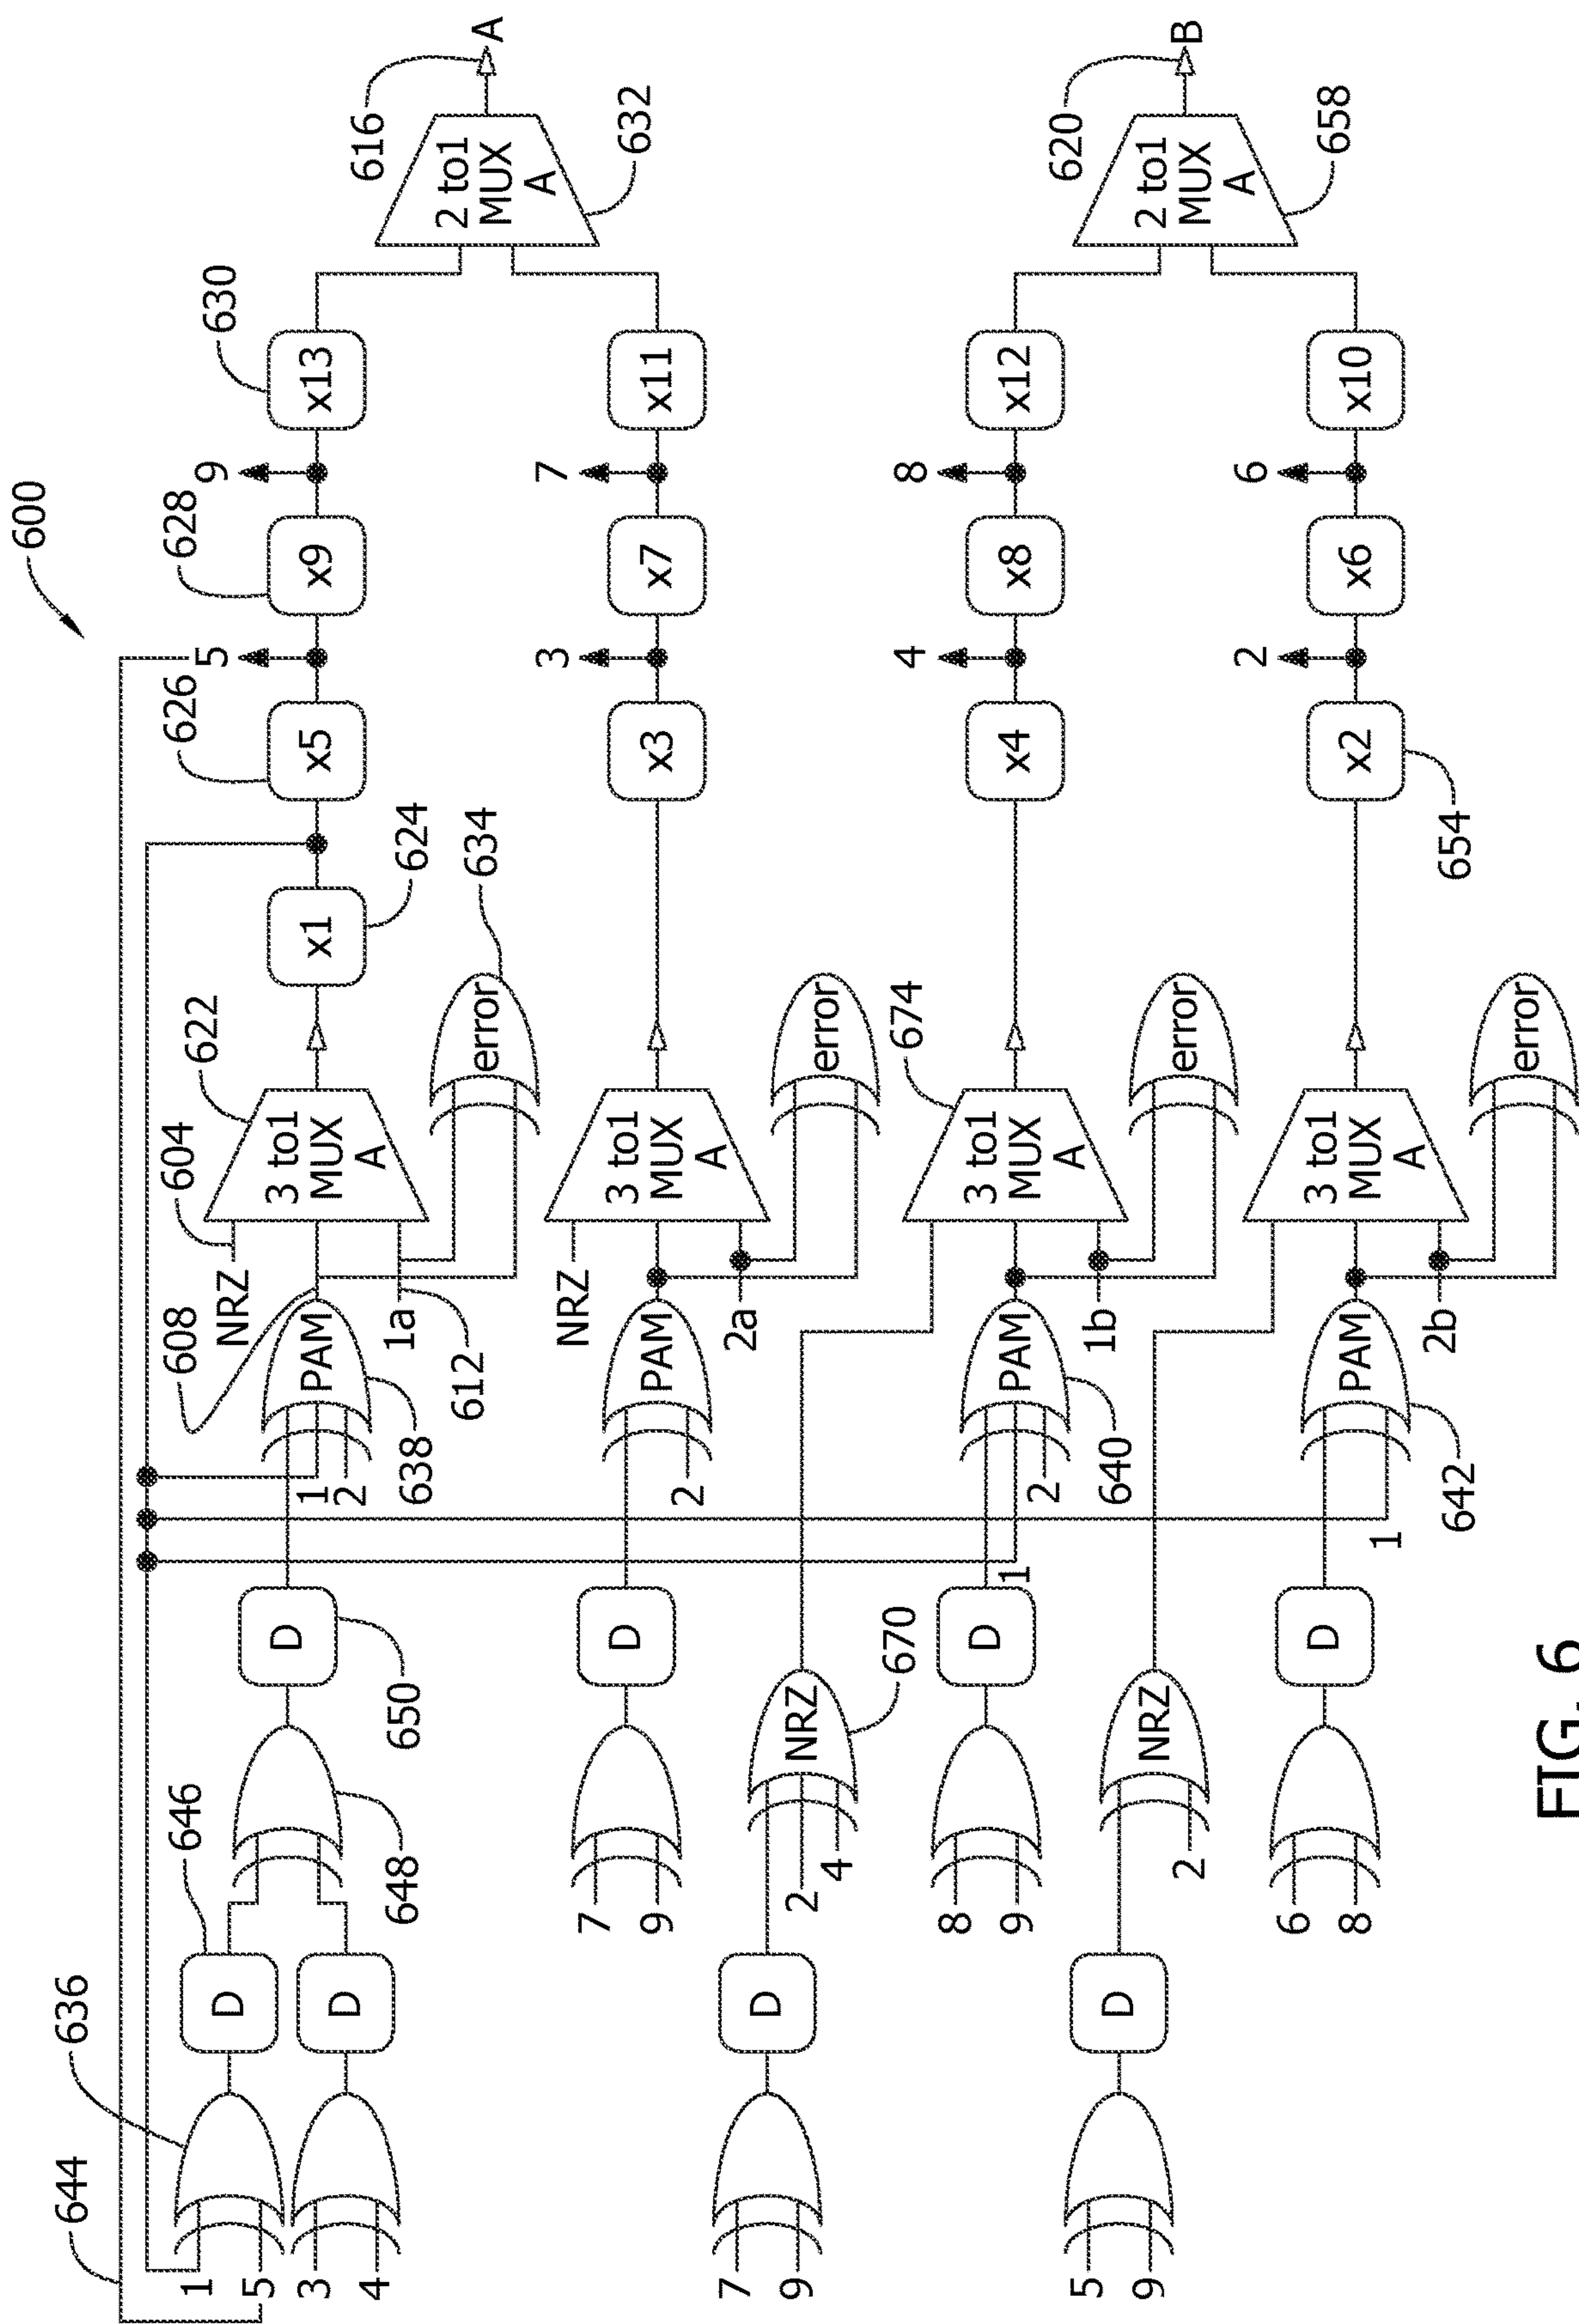 600
644
636
1
5
3
4
D
D
646
648
D
650
1
2
608
604
NRZ
PAM
638
1a
612
622
3 to1
MUX
A
error
634
x1
624
626
x5
5
628
x9
9
630
x13
616
A
2 to1
MUX
A
632
7
9
D
2
PAM
NRZ
2a
3 to1
MUX
A
error
x3
3
x7
7
x11
7
9
D
2
4
NRZ
670
8
9
D
1
2
PAM
640
1b
674
3 to1
MUX
A
error
x4
4
x8
8
x12
620
B
2 to1
MUX
A
658
5
9
D
2
NRZ
6
8
D
1
PAM
642
2b
3 to1
MUX
A
error
x2
654
2
x6
6
x10
FIG. 6